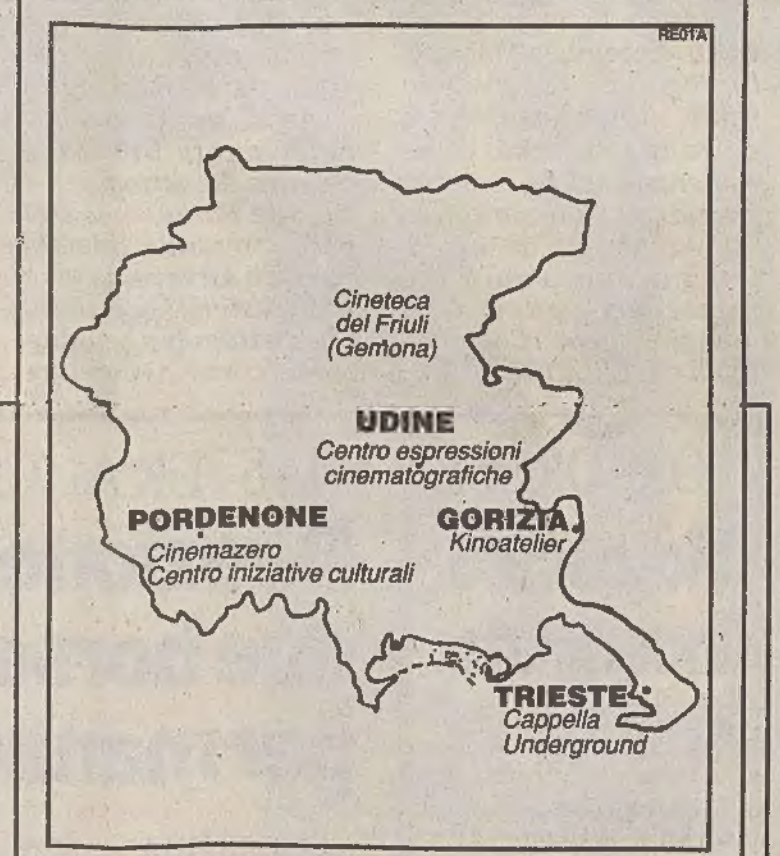 RE01A
Cineteca
del Friuli
(Gemona)
UDINE
Centro espressioni
cinematografiche
PORDENONE
Cinemazero
Centro iniziative culturali
GORIZIA
Kinoatelier
TRIESTE
Cappella
Underground